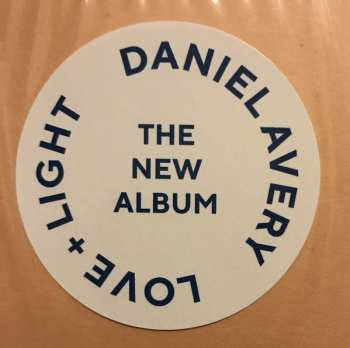 DANIEL AVERY
LOVE + LIGHT
THE
NEW
ALBUM